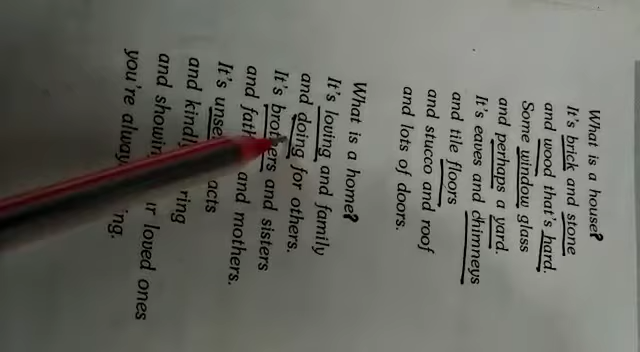 What is a house?
It's brick and stone
and wood that's hard.
Some window glass
and perhaps a yard.
It's eaves and chimneys
and tile floors
and stucco and roof
and lots of doors.
What is a home?
It's loving and family
and doing for others.
It's brothers and sisters
and and mothers.
It's acts
and
and loved ones
you're